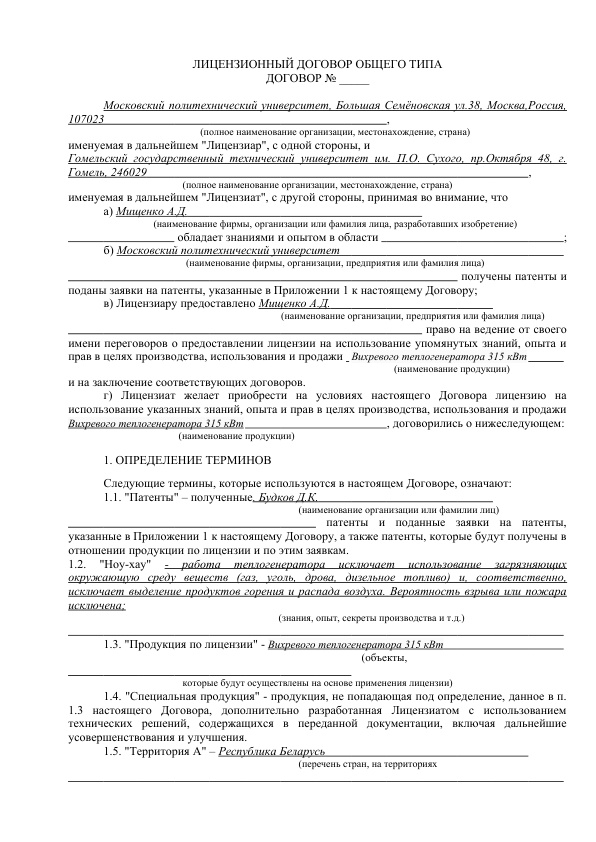 ЛИЦЕНЗИОННЫЙ ДОГОВОР ОБЩЕГО ТИПА
ДОГОВОР № _____
Московский политехнический университет, Большая Семёновская ул.38, Москва,Россия,
107023,
(полное наименование организации, местонахождение, страна)
именуемая в дальнейшем "Лицензиар", с одной стороны, и
Гомельский государственный технический университет им. П.О. Сухого, пр.Октября 48, г.
Гомель, 246029,
(полное наименование организации, местонахождение, страна)
именуемая в дальнейшем "Лицензиат", с другой стороны, принимая во внимание, что
а) Мищенко А.Д.
(наименование фирмы, организации или фамилия лица, разработавших изобретение)
__________________ обладает знаниями и опытом в области ______________________________;
б) Московский политехнический университет
(наименование фирмы, организации, предприятия или фамилия лица)
_________________________________________________________________ получены патенты и
поданы заявки на патенты, указанные в Приложении 1 к настоящему Договору;
в) Лицензиару предоставлено Мищенко А.Д.
(наименование организации, предприятия или фамилия лица)
___________________________________________________________ право на ведение от своего
имени переговоров о предоставлении лицензии на использование упомянутых знаний, опыта и
прав в целях производства, использования и продажи _ Вихревого теплогенератора 315 кВт ______
(наименование продукции)
и на заключение соответствующих договоров.
г) Лицензиат желает приобрести на условиях настоящего Договора лицензию на
использование указанных знаний, опыта и прав в целях производства, использования и продажи
Вихревого теплогенератора 315 кВт ________________________, договорились о нижеследующем:
(наименование продукции)
1. ОПРЕДЕЛЕНИЕ ТЕРМИНОВ
Следующие термины, которые используются в настоящем Договоре, означают:
1.1. "Патенты" – полученные, Будков Д.К.
(наименование организации или фамилии лиц)
__________________________________________ патенты и поданные заявки на патенты,
указанные в Приложении 1 к настоящему Договору, а также патенты, которые будут получены в
отношении продукции по лицензии и по этим заявкам.
1.2. "Ноу-хау" - работа теплогенератора исключает использование загрязняющих
окружающую среду веществ (газ, уголь, дрова, дизельное топливо) и, соответственно,
исключает выделение продуктов горения и распада воздуха. Вероятность взрыва или пожара
исключена;
(знания, опыт, секреты производства и т.д.)
___________________________________________________________________________________
1.3. "Продукция по лицензии" - Вихревого теплогенератора 315 кВт
(объекты,
___________________________________________________________________________________
которые будут осуществлены на основе применения лицензии)
1.4. "Специальная продукция" - продукция, не попадающая под определение, данное в п.
1.3 настоящего Договора, дополнительно разработанная Лицензиатом с использованием
технических решений, содержащихся в переданной документации, включая дальнейшие
усовершенствования и улучшения.
1.5. "Территория А" – Республика Беларусь
(перечень стран, на территориях
___________________________________________________________________________________